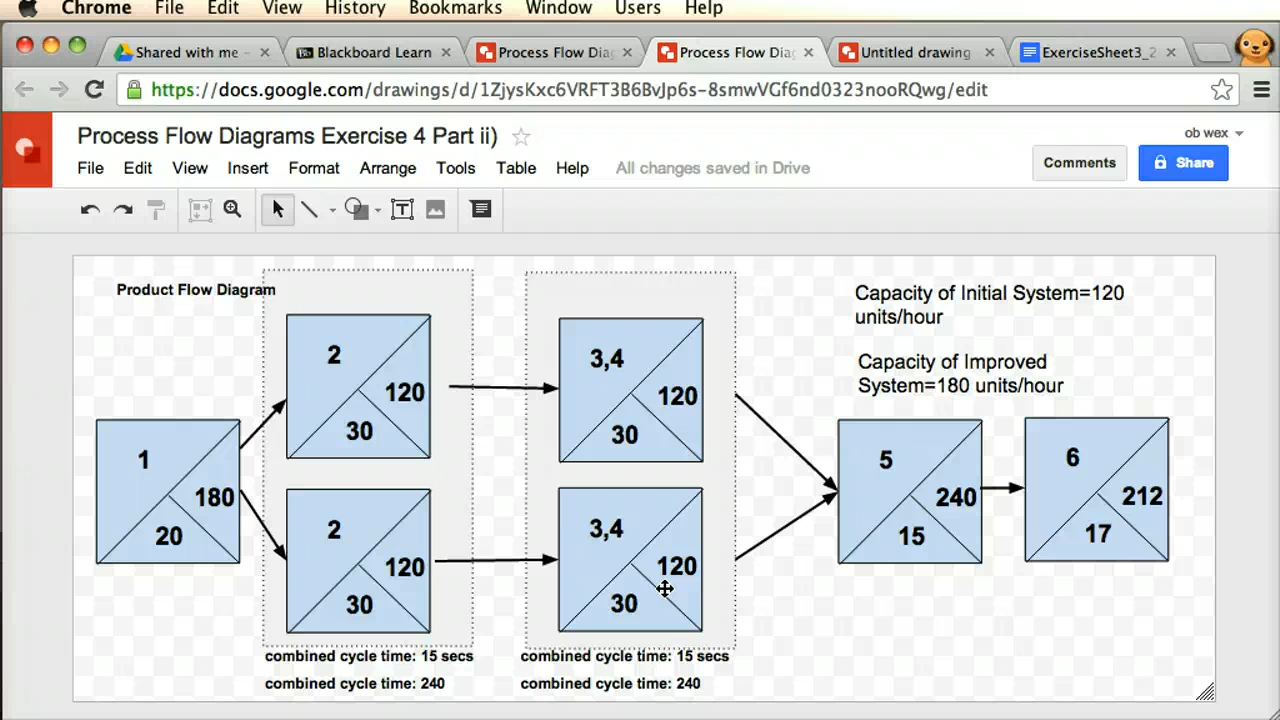 Chrome File Edit View History Bookmarks Window Users Help
Shared with me - Blackboard Learn Process Flow Dia Process Flow Dia Untitled drawing ExerciseSheet3_2
https://docs.google.com/drawings/d/1ZjysKxc6VRFT3B6BvJp6s-8smwVGf6nd0323nooRQwg/edit
Process Flow Diagrams Exercise 4 Part ii)
ob wex
File Edit View Insert Format Arrange Tools Table Help All changes saved in Drive
Comments Share
Product Flow Diagram
Capacity of Initial System=120
units/hour
Capacity of Improved
System=180 units/hour
1
180
20
2
120
30
2
120
30
3,4
120
30
3,4
120
30
5
240
15
6
212
17
combined cycle time: 15 secs
combined cycle time: 240
combined cycle time: 15 secs
combined cycle time: 240